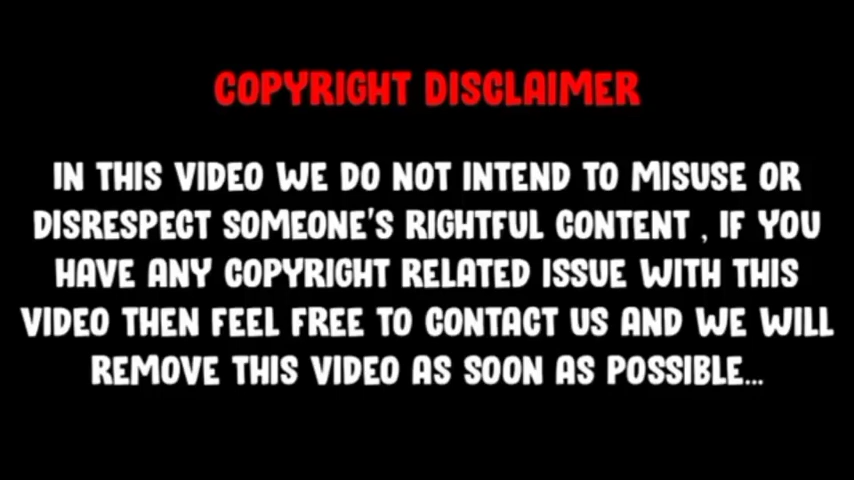 COPYRIGHT DISCLAIMER
IN THIS VIDEO WE DO NOT INTEND TO MISUSE OR
DISRESPECT SOMEONE'S RIGHTFUL CONTENT , IF YOU
HAVE ANY COPYRIGHT RELATED ISSUE WITH THIS
VIDEO THEN FEEL FREE TO CONTACT US AND WE WILL
REMOVE THIS VIDEO AS SOON AS POSSIBLE...